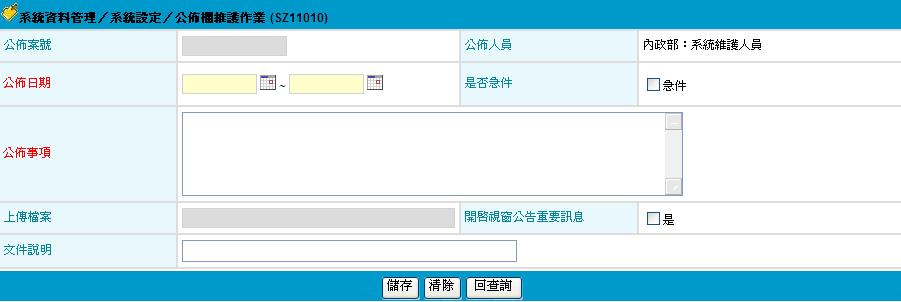 系統資料管理／系統設定／公佈欄維護作業 (SZ11010)
公佈案號 公佈人員 內政部：系統維護人員
公佈日期 ~ 是否急件 急件
公佈事項
上傳檔案 開啟視窗公告重要訊息 是
文件說明
儲存 清除 回查詢